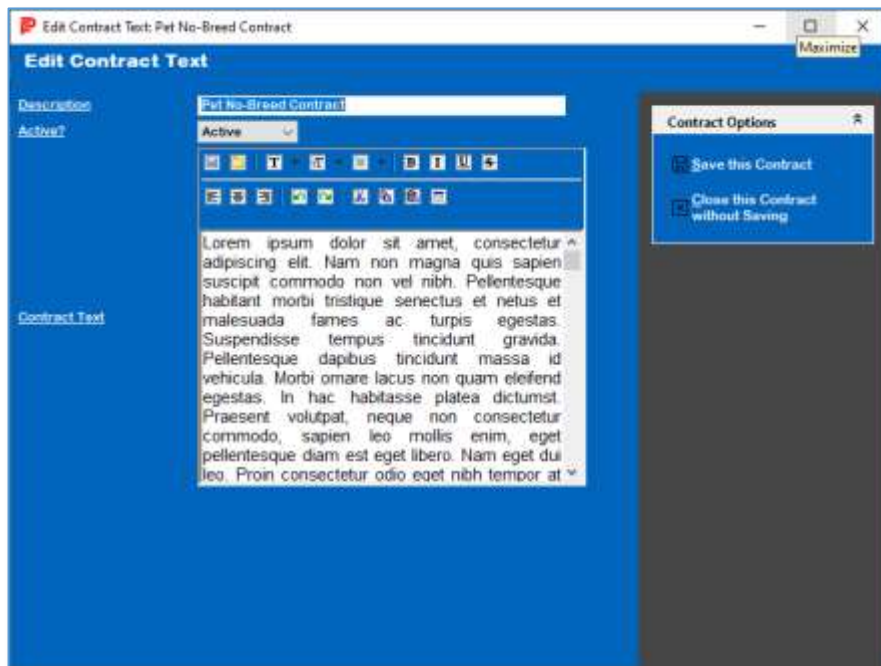 Edit Contract Text: Pet No-Breed Contract
Maximize
Edit Contract Text
Description
Pet No-Breed Contract
Active?
Active
Contract Text
Lorem ipsum dolor sit amet, consectetur
adipiscing elit. Nam non magna quis sapien
suscipit commodo non vel nibh. Pellentesque
habitant morbi tristique senectus et netus et
malesuada fames ac turpis egestas.
Suspendisse tempus tincidunt gravida.
Pellentesque dapibus tincidunt massa id
vehicula. Morbi ornare lacus non quam eleifend
egestas. In hac habitasse platea dictumst.
Praesent volutpat, neque non consectetur
commodo, sapien leo mollis enim, eget
pellentesque diam est eget libero. Nam eget dui
leo. Proin consectetur odio eget nibh tempor at
Contract Options
Save this Contract
Close this Contract
without Saving